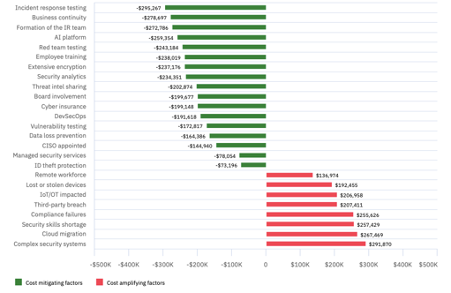 Incident response testing -$295,267
Business continuity -$278,697
Formation of the IR team -$272,786
AI platform -$259,354
Red team testing -$243,184
Employee training -$238,019
Extensive encryption -$237,176
Security analytics -$234,351
Threat intel sharing -$202,874
Board involvement -$199,677
Cyber insurance -$199,148
DevSecOps -$191,618
Vulnerability testing -$172,817
Data loss prevention -$164,386
CISO appointed -$144,940
Managed security services -$78,054
ID theft protection -$73,196
Remote workforce $136,974
Lost or stolen devices $192,455
IoT/OT impacted $206,958
Third-party breach $207,411
Compliance failures $255,626
Security skills shortage $257,429
Cloud migration $267,469
Complex security systems $291,870
-$500K -$400K -$300K -$200K -$100K 0 $100K $200K $300K $400K $500K
Cost mitigating factors Cost amplifying factors